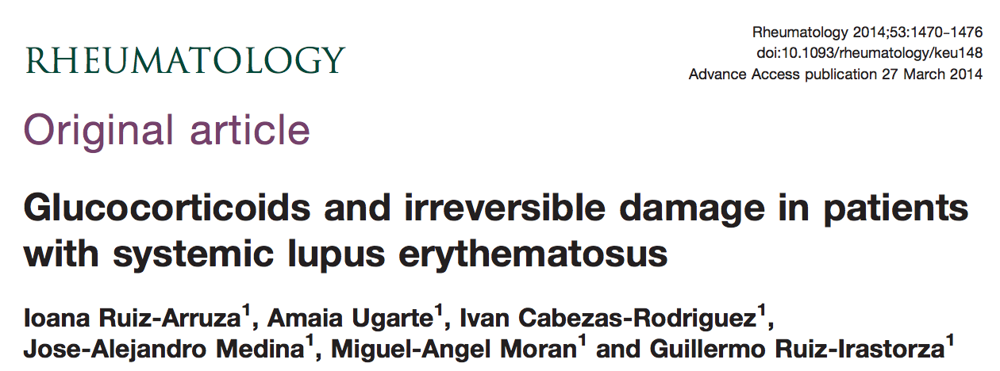 Rheumatology 2014;53:1470–1476
RHEUMATOLOGY
doi:10.1093/rheumatology/keu148
Advance Access publication 27 March 2014
Original article
Glucocorticoids and irreversible damage in patients
with systemic lupus erythematosus
Ioana Ruiz-Arruza1, Amaia Ugarte1, Ivan Cabezas-Rodriguez1,
Jose-Alejandro Medina1, Miguel-Angel Moran1 and Guillermo Ruiz-Irastorza1